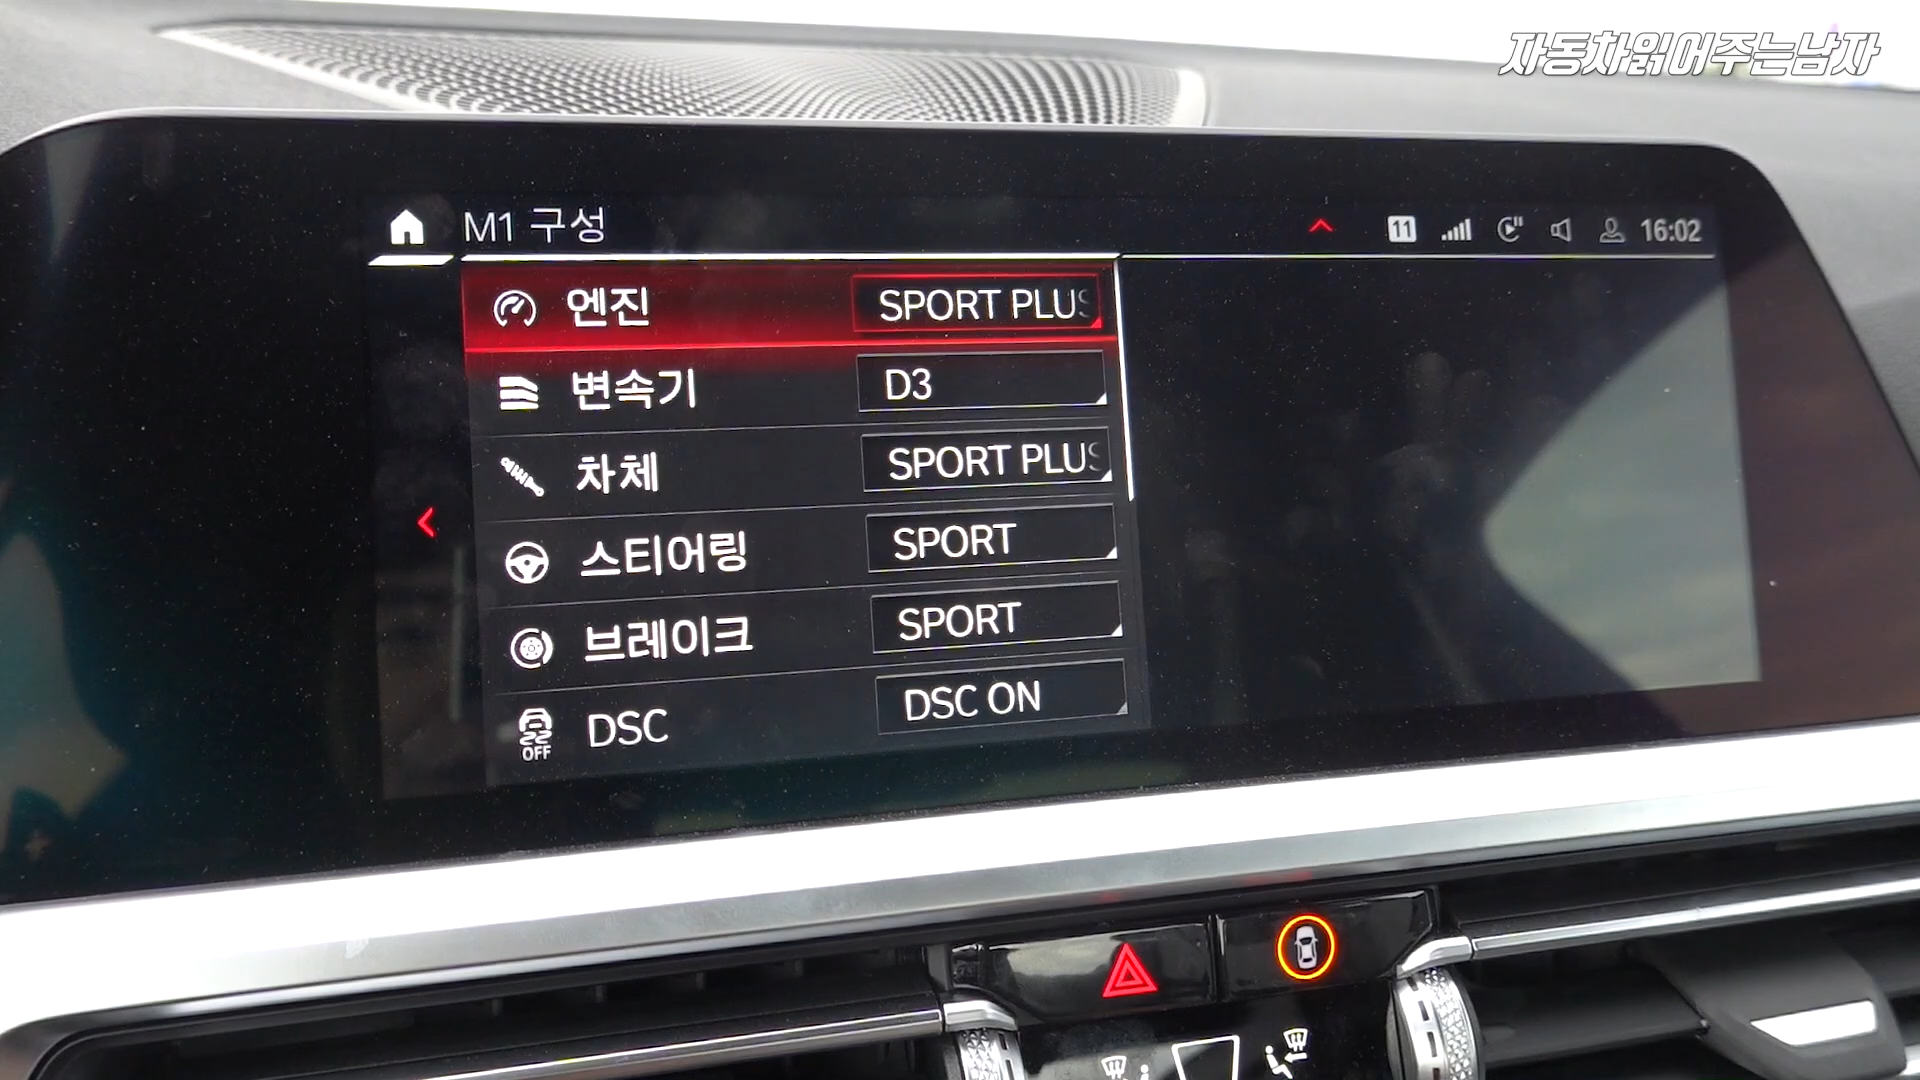 자동차읽어주는남자
M1 구성
11
16:02
엔진 SPORT PLUS
변속기 D3
차체 SPORT PLUS
스티어링 SPORT
브레이크 SPORT
DSC DSC ON
OFF